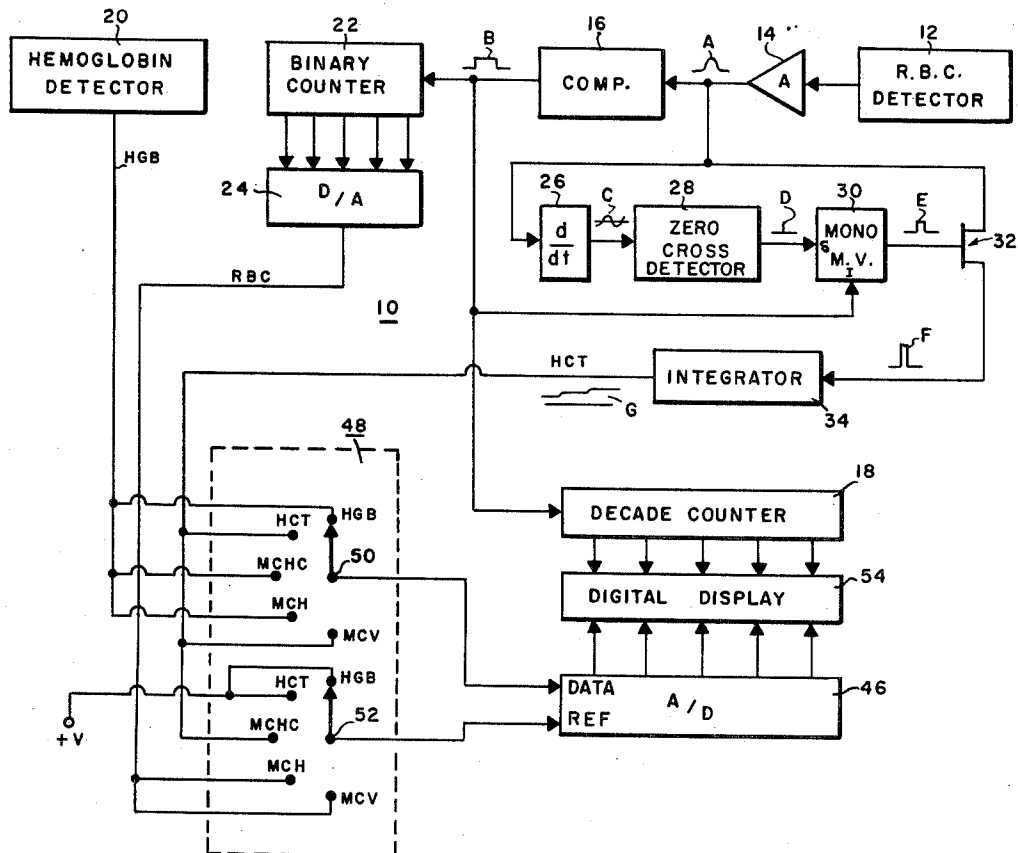 20
HEMOGLOBIN
DETECTOR
22
BINARY
COUNTER
B
16
COMP.
A
14
A
12
R.B.C.
DETECTOR
HGB
24
D/A
26
d
dt
C
28
ZERO
CROSS
DETECTOR
D
30
MONO
δ
M.V.
I
E
32
RBC
10
HCT
G
INTEGRATOR
34
F
48
18
DECADE COUNTER
HGB
HCT
50
MCHC
MCH
MCV
54
DIGITAL DISPLAY
HGB
HCT
52
MCHC
MCH
MCV
+V
DATA
REF
A/D
46